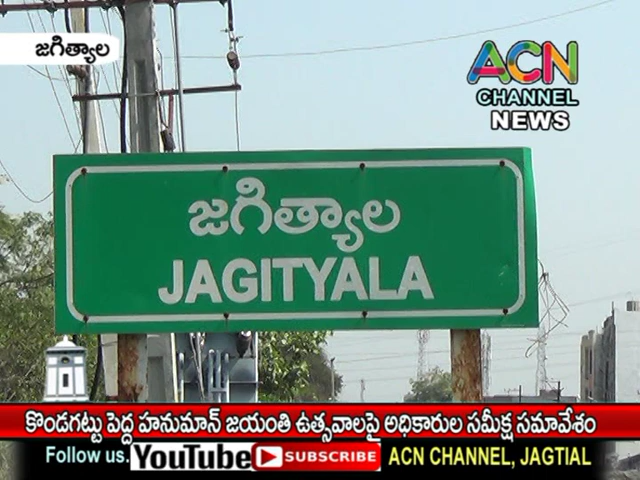 జగిత్యాల
ACN
CHANNEL
NEWS
జగిత్యాల
JAGITYALA
కొండగట్టు పెద్ద హనుమాన్ జయంతి ఉత్సవాలపై అధికారుల సమీక్ష సమావేశం
Follow us. YouTube SUBSCRIBE ACN CHANNEL, JAGTIAL